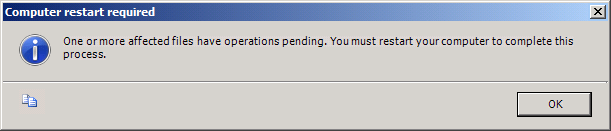 Computer restart required
One or more affected files have operations pending. You must restart your computer to complete this
process.
OK